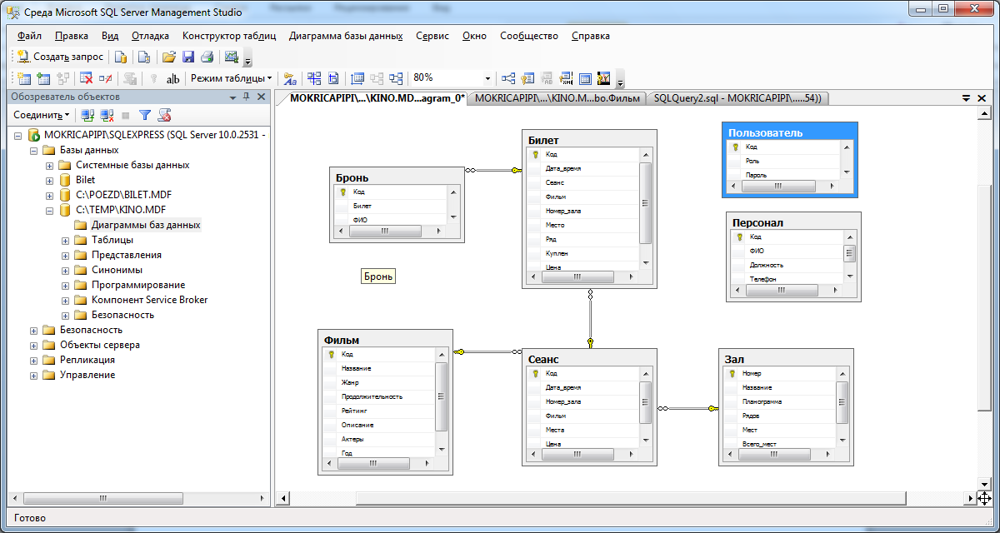 Среда Microsoft SQL Server Management Studio
Файл Правка Вид Отладка Конструктор таблиц Диаграмма базы данных Сервис Окно Сообщество Справка
Создать запрос
Режим таблицы 80%
Обозреватель объектов
Соединить
MOKRICAPIPI\SQLEXPRESS (SQL Server 10.0.2531 -
Базы данных
Системные базы данных
Bilet
C:\POEZD\BILET.MDF
C:\TEMP\KINO.MDF
Диаграммы баз данных
Таблицы
Представления
Синонимы
Программирование
Компонент Service Broker
Безопасность
Безопасность
Объекты сервера
Репликация
Управление
MOKRICAPIPI\...\KINO.MD...agram_0* MOKRICAPIPI\...\KINO.M...bo.Фильм SQLQuery2.sql - MOKRICAPIPI\.....54))
Бронь
Код
Билет
ФИО
Бронь
Билет
Код
Дата_время
Сеанс
Фильм
Номер_зала
Место
Ряд
Куплен
Цена
Пользователь
Код
Роль
Пароль
Персонал
Код
ФИО
Должность
Телефон
Фильм
Код
Название
Жанр
Продолжительность
Рейтинг
Описание
Актеры
Год
Сеанс
Код
Дата_время
Номер_зала
Фильм
Места
Цена
Зал
Номер
Название
Планограмма
Рядов
Мест
Всего_мест
Готово